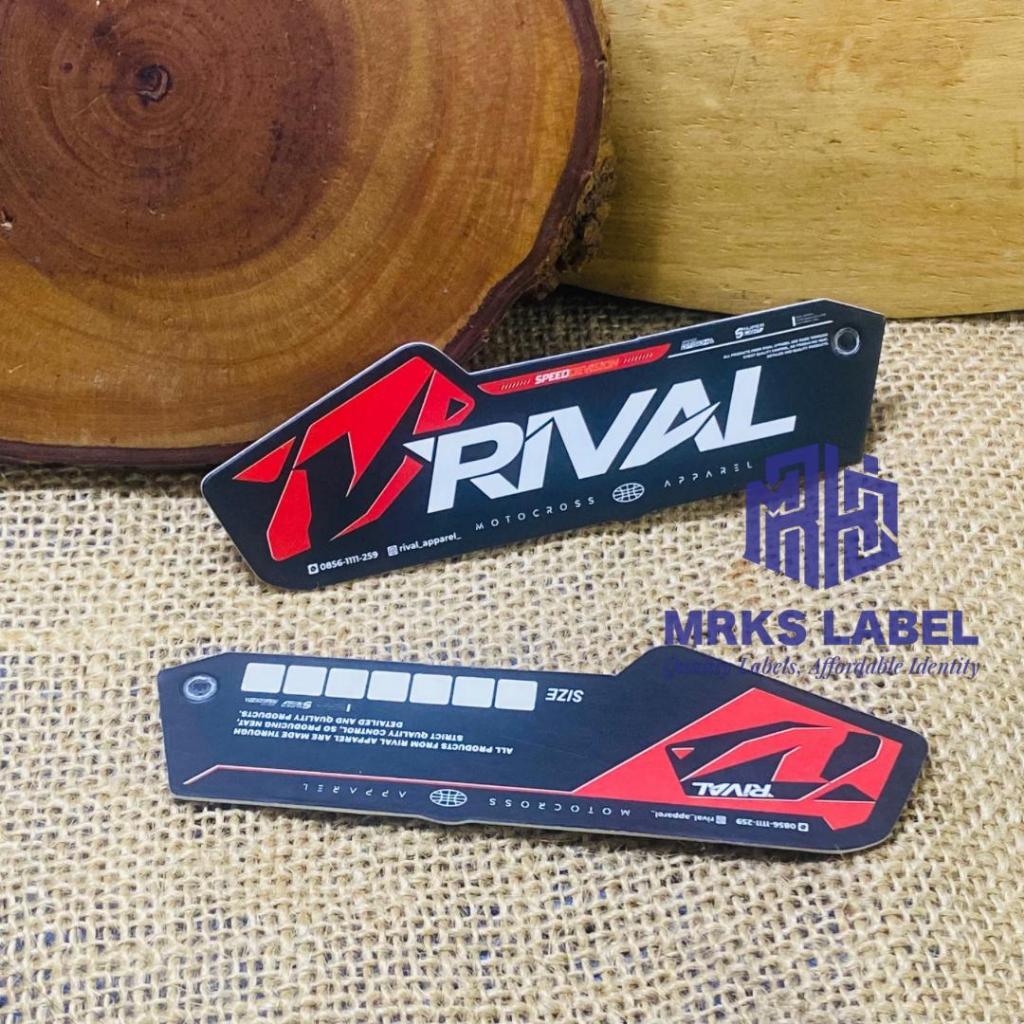 SPEEDDEVISION
RIVAL
MOTOCROSS APPAREL
0856-1111-259 rival_apparel_
MRKS LABEL
Quality Labels, Affordable Identity
SIZE
ALL PRODUCTS FROM RIVAL APPAREL ARE MADE THROUGH
STRICT QUALITY CONTROL, SO PRODUCING NEAT,
DETAILED AND QUALITY PRODUCTS.
MOTOCROSS APPAREL
RIVAL
0856-1111-259 rival_apparel_